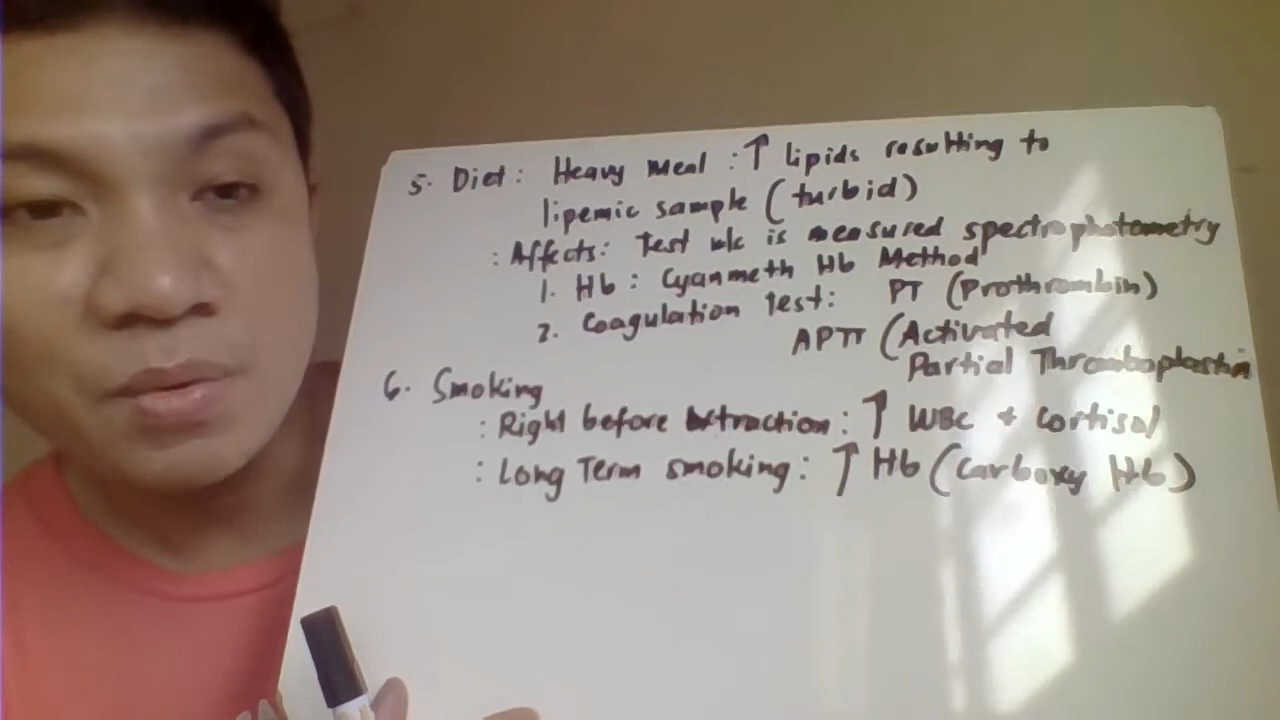 5. Diet: Heavy meal: ↑ lipids resulting to
lipemic sample (turbid)
: Affects: Test w/c is measured spectrophotometry
1. Hb: Cyanmeth Hb Method
2. Coagulation Test: PT (Prothrombin)
APTT (Activated
Partial Thromboplastin
6. Smoking
: Right before extraction: ↑ WBC + Cortisol
: Long Term smoking: ↑ Hb (Carboxy Hb)